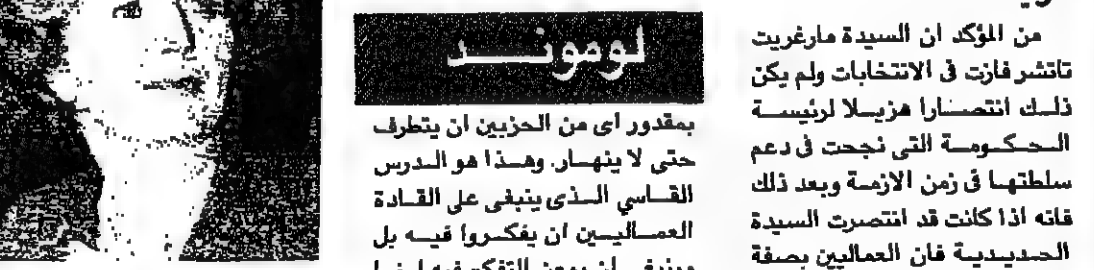 من المؤكد ان السيدة مارغريت
تاتشر فازت في الانتخابات ولم يكن
ذلك انتصارا هزيلا لرئيسة
الحكومة التي نجحت في دعم
سلطتها في زمن الازمة وبعد ذلك
فانه اذا كانت قد انتصرت السيدة
الحديدية فان العماليين بصفة
لوموند
بمقدور اى من الحزبين ان يتطرف
حتى لا ينهار. وهذا هو الدرس
القاسي الذى ينبغى على القادة
العماليين ان يفكروا فيه بل